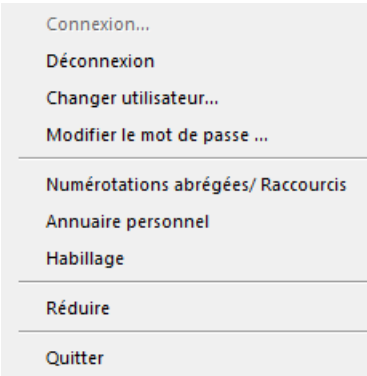 Connexion...
Déconnexion
Changer utilisateur...
Modifier le mot de passe ...
Numérotations abrégées/ Raccourcis
Annuaire personnel
Habillage
Réduire
Quitter